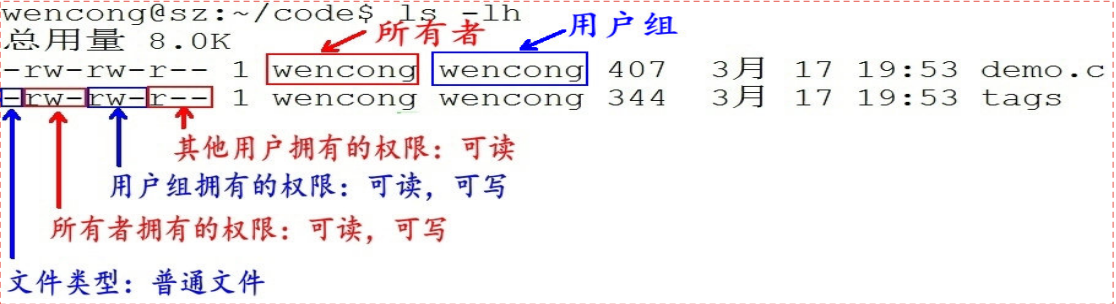 wencong@sz:~/code$ ls -lh
所有者 用户组
总用量 8.0K
-rw-rw-r-- 1 wencong wencong 407 3月 17 19:53 demo.c
-rw-rw-r-- 1 wencong wencong 344 3月 17 19:53 tags
其他用户拥有的权限：可读
用户组拥有的权限：可读，可写
所有者拥有的权限：可读，可写
文件类型：普通文件